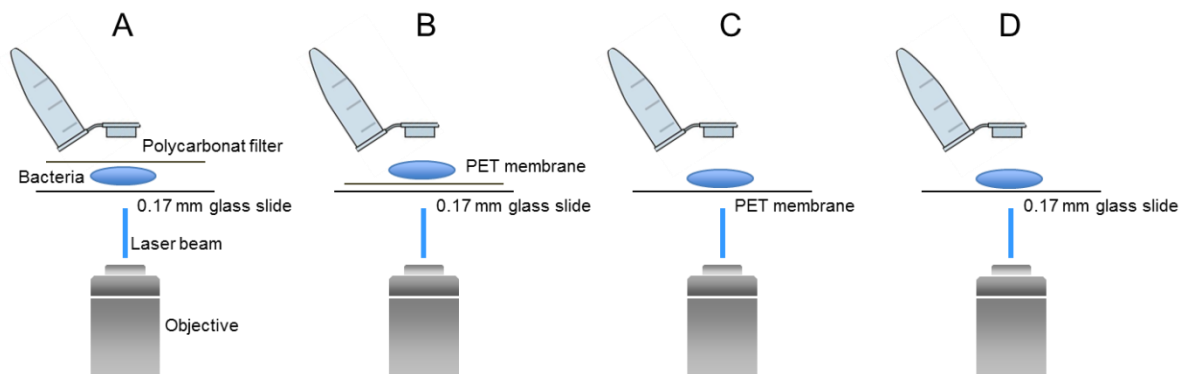 A
B
C
D
Polycarbonat filter
Bacteria
0.17 mm glass slide
Laser beam
Objective
PET membrane
0.17 mm glass slide
PET membrane
0.17 mm glass slide